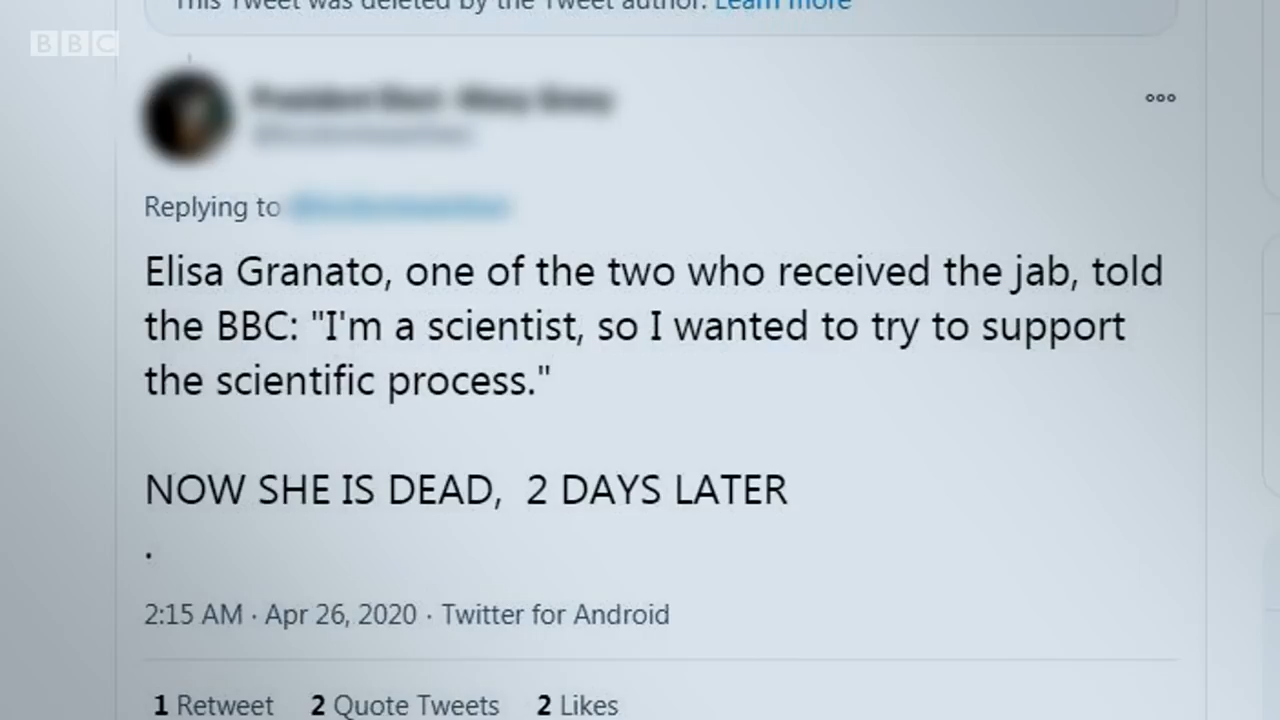 This Tweet was deleted by the Tweet author. Learn more
BBC
Replying to
Elisa Granato, one of the two who received the jab, told
the BBC: "I'm a scientist, so I wanted to try to support
the scientific process."
NOW SHE IS DEAD,  2 DAYS LATER
.
2:15 AM · Apr 26, 2020 · Twitter for Android
1 Retweet 2 Quote Tweets 2 Likes